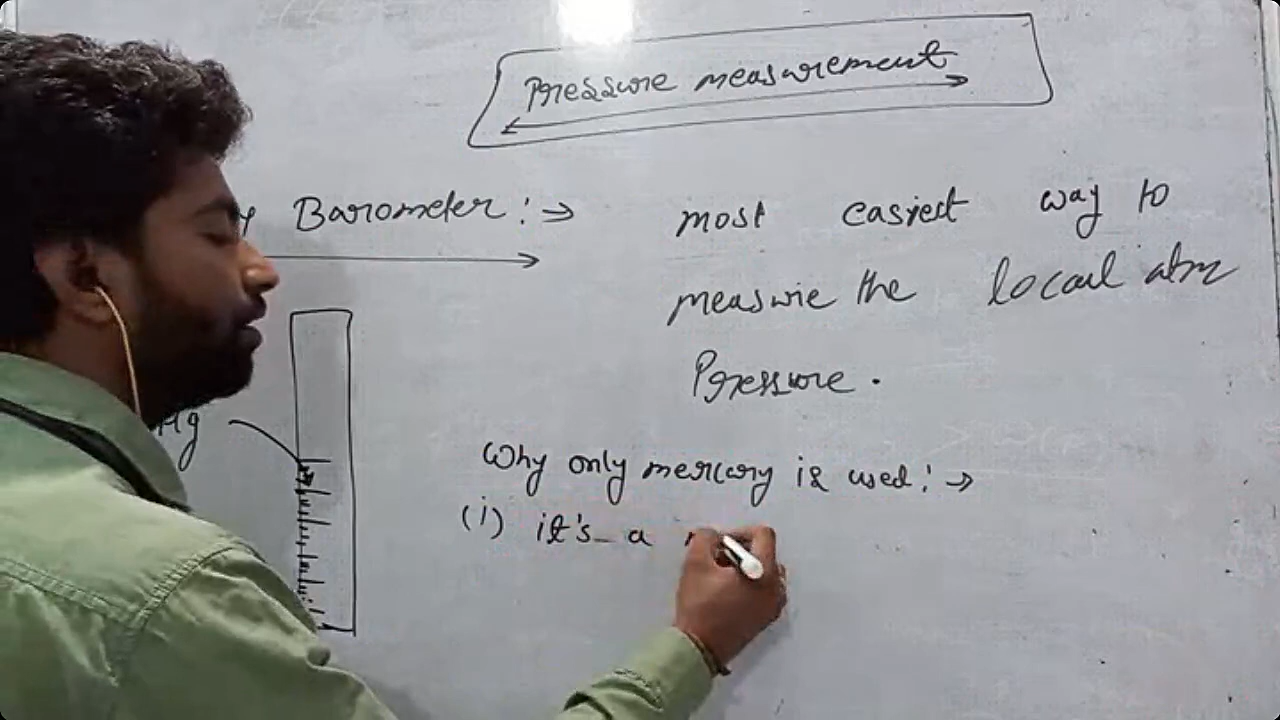 Pressure measurement
Barometer :→
most easiest way to
measure the local atm
Pressure.
Hg
Why only mercury is used :→
(i) it's a